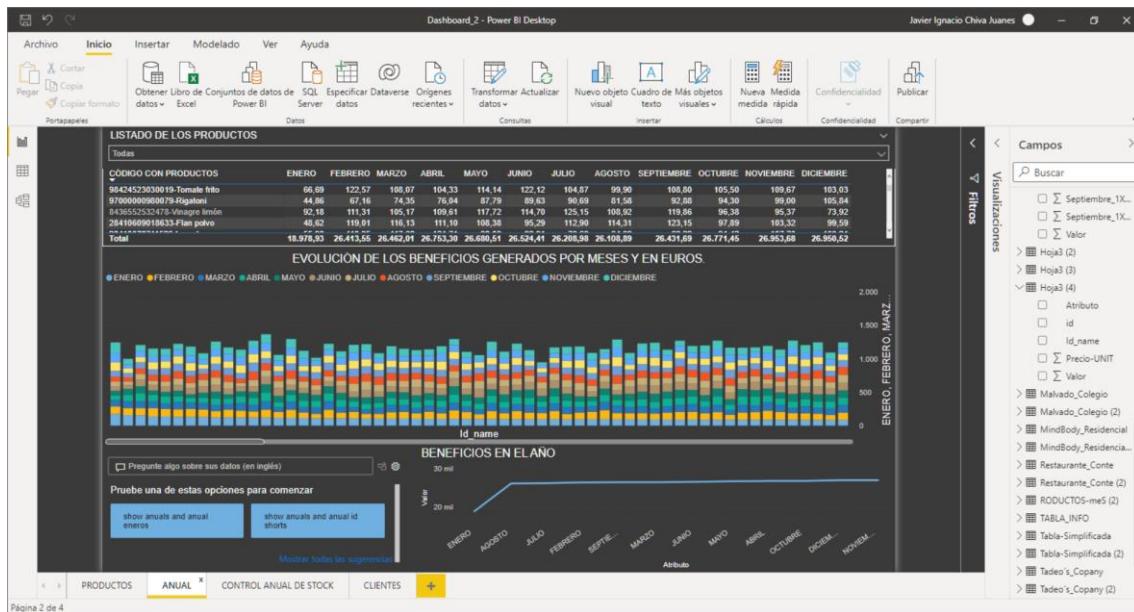 Dashboard_2 - Power BI Desktop
Javier Ignacio Chiva Juanes
Archivo Inicio Insertar Modelado Ver Ayuda
Pegar
Cortar
Copia
Copiar formato
Portapapeles
Obtener datos
Libro de Excel
Conjuntos de datos de Power BI
SQL Server
Especificar datos
Dataverse
Orígenes recientes
Datos
Transformar datos
Actualizar
Consultas
Nuevo objeto visual
Cuadro de texto
Más objetos visuales
Insertar
Nueva medida
Medida rápida
Cálculos
Confidencialidad
Confidencialidad
Publicar
Compartir
LISTADO DE LOS PRODUCTOS
Todas
CÓDIGO CON PRODUCTOS ENERO FEBRERO MARZO ABRIL MAYO JUNIO JULIO AGOSTO SEPTIEMBRE OCTUBRE NOVIEMBRE DICIEMBRE
98424523030019-Tomate frito 66,69 122,57 108,07 104,33 114,14 122,12 104,87 99,90 108,80 105,50 109,67 103,03
97000000980079-Rigatoni 44,86 67,16 74,35 76,04 87,79 89,63 90,69 81,58 92,88 94,30 99,00 105,84
8436552532478-Vinagre limón 92,18 111,31 105,17 109,61 117,72 114,70 125,15 108,92 119,86 96,38 95,37 73,92
28410609018633-Flan polvo 48,62 119,01 116,13 111,10 108,38 95,29 112,90 114,31 123,15 97,89 103,32 99,59
Total 18.978,93 26.413,55 26.462,01 26.753,30 26.680,51 26.524,41 26.208,98 26.108,89 26.431,69 26.771,45 26.953,68 26.950,52
EVOLUCIÓN DE LOS BENEFICIOS GENERADOS POR MESES Y EN EUROS.
ENERO FEBRERO MARZO ABRIL MAYO JUNIO JULIO AGOSTO SEPTIEMBRE OCTUBRE NOVIEMBRE DICIEMBRE
2.000
1.500
1.000
500
0
ENERO, FEBRERO, MARZ...
Id_name
Pregunte algo sobre sus datos (en inglés)
Pruebe una de estas opciones para comenzar
show anuals and anual eneros
show anuals and anual id shorts
Mostrar todas las sugerencias
BENEFICIOS EN EL AÑO
30 mil
20 mil
Valor
ENERO AGOSTO JULIO FEBRERO SEPTIE... MARZO JUNIO MAYO ABRIL OCTUBRE DICIEM... NOVIEM...
Atributo
Filtros
Visualizaciones
Campos
Buscar
Septiembre_1X...
Septiembre_1X...
Valor
Hoja3 (2)
Hoja3 (3)
Hoja3 (4)
Atributo
id
Id_name
Precio-UNIT
Valor
Malvado_Colegio
Malvado_Colegio (2)
MindBody_Residencial
MindBody_Residencia...
Restaurante_Conte
Restaurante_Conte (2)
RODUCTOS-meS (2)
TABLA_INFO
Tabla-Simplificada
Tabla-Simplificada (2)
Tadeo´s_Copany
Tadeo´s_Copany (2)
PRODUCTOS ANUAL x CONTROL ANUAL DE STOCK CLIENTES +
Página 2 de 4